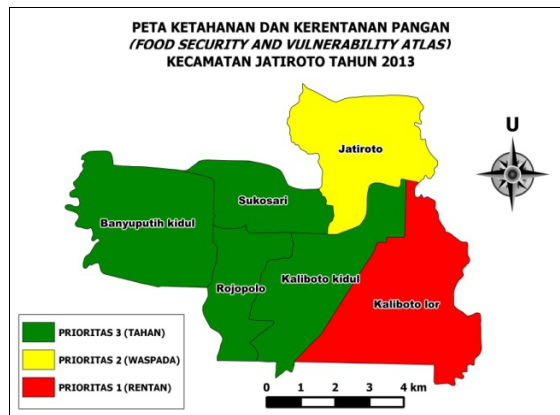 PETA KETAHANAN DAN KERENTANAN PANGAN
(FOOD SECURITY AND VULNERABILITY ATLAS)
KECAMATAN JATIROTO TAHUN 2013
U
Jatiroto
Sukosari
Banyuputih kidul
Rojopolo
Kaliboto kidul
Kaliboto lor
PRIORITAS 3 (TAHAN)
PRIORITAS 2 (WASPADA)
PRIORITAS 1 (RENTAN)
0 1 2 3 4 km